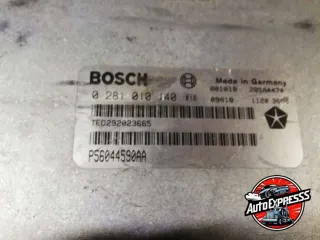 BOSCH
Made in Germany
0 281 010 140
TED292023665
P56044590AA
AUTOEXPRESSS